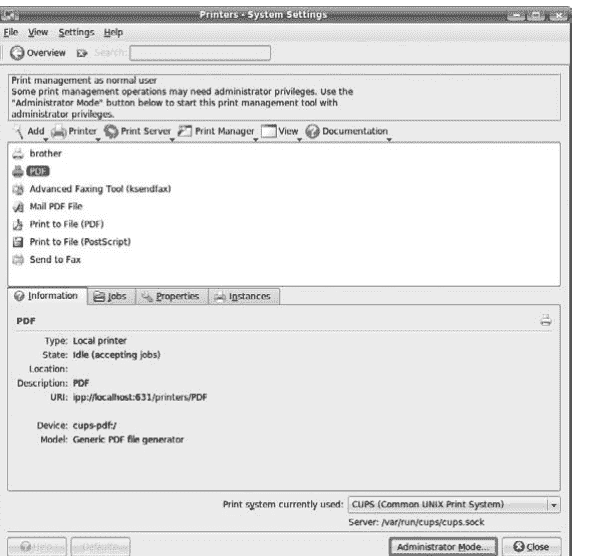 Printers - System Settings
File View Settings Help
Overview Search:
Print management as normal user
Some print management operations may need administrator privileges. Use the
"Administrator Mode" button below to start this print management tool with
administrator privileges.
Add Printer Print Server Print Manager View Documentation
brother
PDF
Advanced Faxing Tool (ksendfax)
Mail PDF File
Print to File (PDF)
Print to File (PostScript)
Send to Fax
Information Jobs Properties Instances
PDF
Type: Local printer
State: Idle (accepting jobs)
Location:
Description: PDF
URI: ipp://localhost:631/printers/PDF
Device: cups-pdf:/
Model: Generic PDF file generator
Print system currently used: CUPS (Common UNIX Print System)
Server: /var/run/cups/cups.sock
Administrator Mode... Close